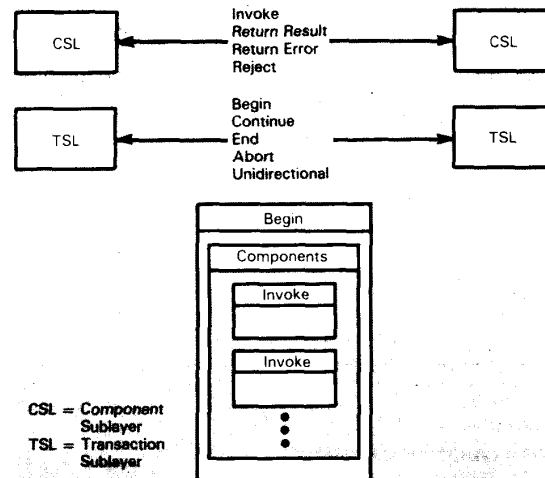 CSL
Invoke
Return Result
Return Error
Reject
CSL
TSL
Begin
Continue
End
Abort
Unidirectional
TSL
Begin
Components
Invoke
Invoke
CSL = Component
Sublayer
TSL = Transaction
Sublayer